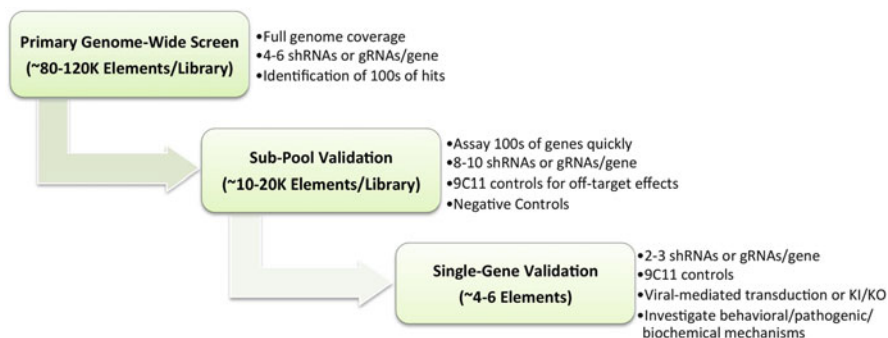 Primary Genome-Wide Screen
(~80-120K Elements/Library)
•Full genome coverage
•4-6 shRNAs or gRNAs/gene
•Identification of 100s of hits
Sub-Pool Validation
(~10-20K Elements/Library)
•Assay 100s of genes quickly
•8-10 shRNAs or gRNAs/gene
•9C11 controls for off-target effects
•Negative Controls
Single-Gene Validation
(~4-6 Elements)
•2-3 shRNAs or gRNAs/gene
•9C11 controls
•Viral-mediated transduction or KI/KO
•Investigate behavioral/pathogenic/
biochemical mechanisms